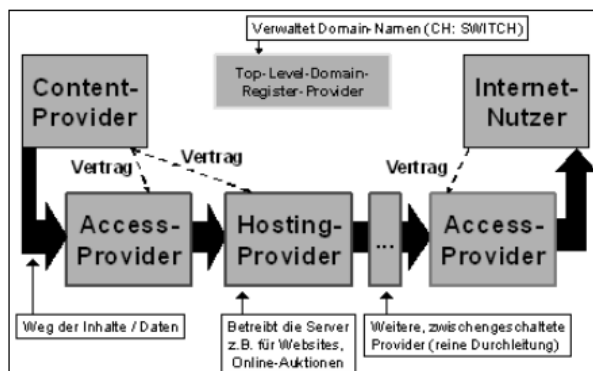 Verwaltet Domain-Namen (CH: SWITCH)
Content-
Provider
Top-Level-Domain-
Register-Provider
Internet-
Nutzer
Vertrag
Vertrag
Vertrag
Access-
Provider
Hosting-
Provider
...
Access-
Provider
Weg der Inhalte / Daten
Betreibt die Server
z.B. für Websites,
Online-Auktionen
Weitere, zwischengeschaltete
Provider (reine Durchleitung)